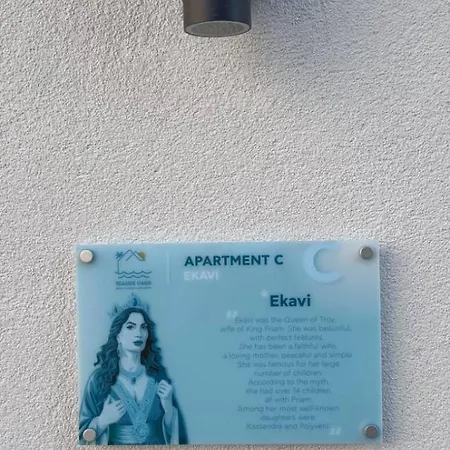 APARTMENT C
EKAVI
C
Ekavi
Ekavi was the Queen of Troy,
wife of King Priam. She was beautiful,
with perfect features.
She has been a faithful wife,
a loving mother, peaceful and simple.
She was famous for her large
number of children.
According to the myth,
she had over 14 children,
all with Priam.
Among her most well-known
daughters were
Kassandra and Polyxeni.